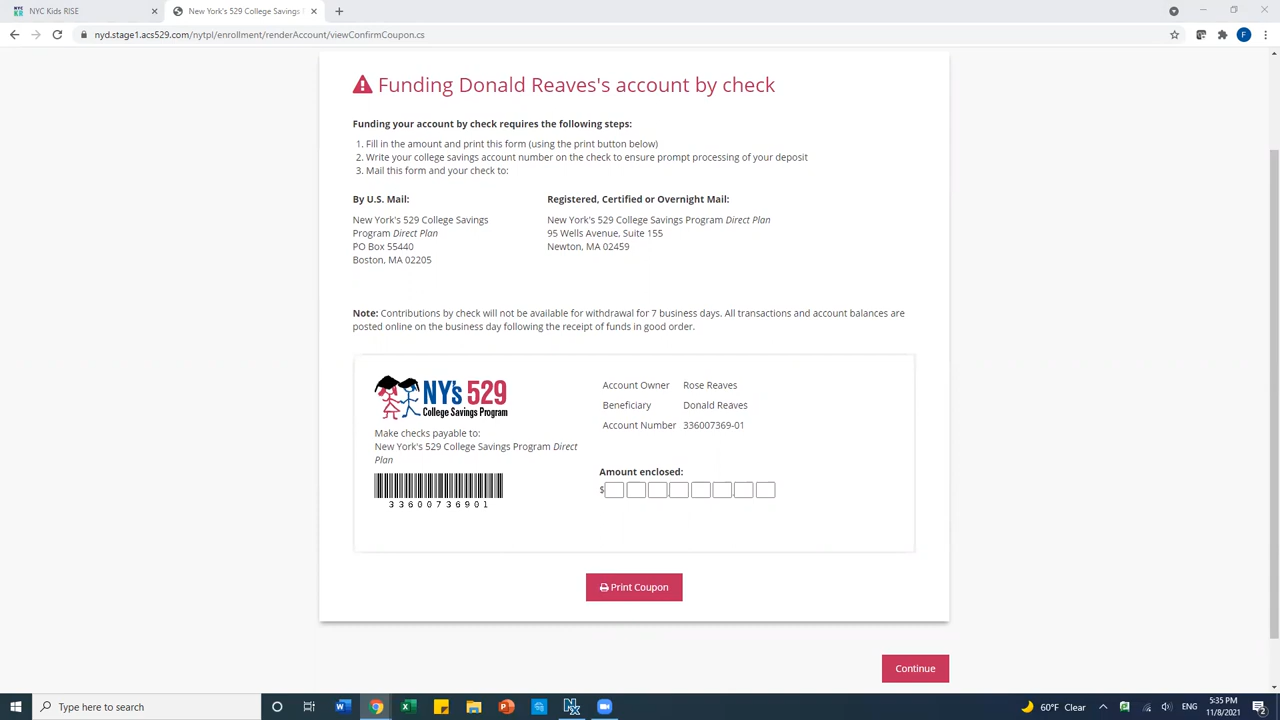 NYC Kids RISE
New York's 529 College Savings
nyd.stage1.acs529.com/nytpl/enrollment/renderAccount/viewConfirmCoupon.cs
F
Funding Donald Reaves's account by check
Funding your account by check requires the following steps:
1. Fill in the amount and print this form (using the print button below)
2. Write your college savings account number on the check to ensure prompt processing of your deposit
3. Mail this form and your check to:
By U.S. Mail:
New York's 529 College Savings
Program Direct Plan
PO Box 55440
Boston, MA 02205
Registered, Certified or Overnight Mail:
New York's 529 College Savings Program Direct Plan
95 Wells Avenue, Suite 155
Newton, MA 02459
Note: Contributions by check will not be available for withdrawal for 7 business days. All transactions and account balances are
posted online on the business day following the receipt of funds in good order.
NY's 529
College Savings Program
Make checks payable to:
New York's 529 College Savings Program Direct
Plan
33600736901
Account Owner Rose Reaves
Beneficiary Donald Reaves
Account Number 336007369-01
Amount enclosed:
$
Print Coupon
Continue
Type here to search
60°F Clear
ENG
5:35 PM
11/8/2021
2